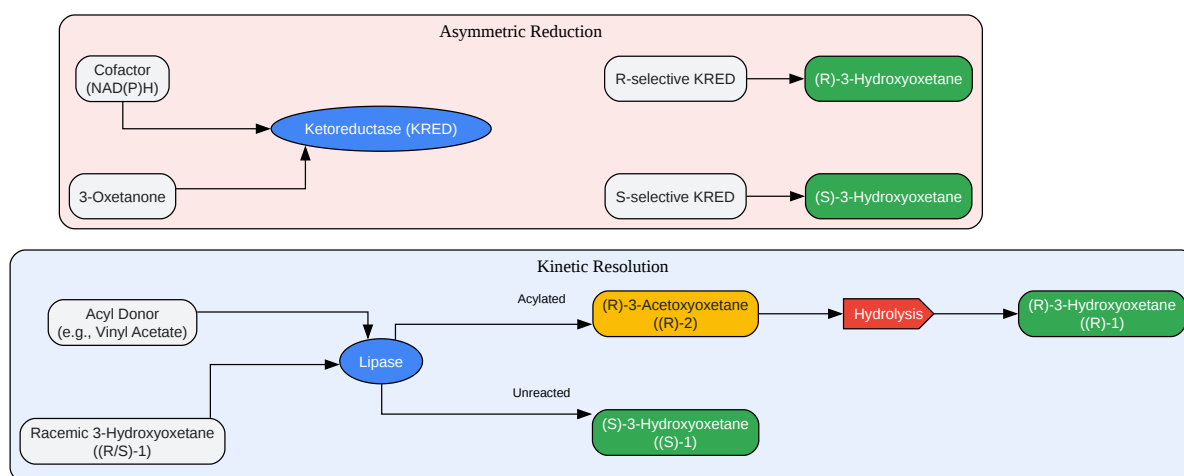 Asymmetric Reduction
Cofactor
(NAD(P)H)
Ketoreductase (KRED)
3-Oxetanone
R-selective KRED
(R)-3-Hydroxyoxetane
S-selective KRED
(S)-3-Hydroxyoxetane
Kinetic Resolution
Acyl Donor
(e.g., Vinyl Acetate)
Racemic 3-Hydroxyoxetane
((R/S)-1)
Lipase
Acylated
(R)-3-Acetoxyoxetane
((R)-2)
Hydrolysis
(R)-3-Hydroxyoxetane
((R)-1)
Unreacted
(S)-3-Hydroxyoxetane
((S)-1)